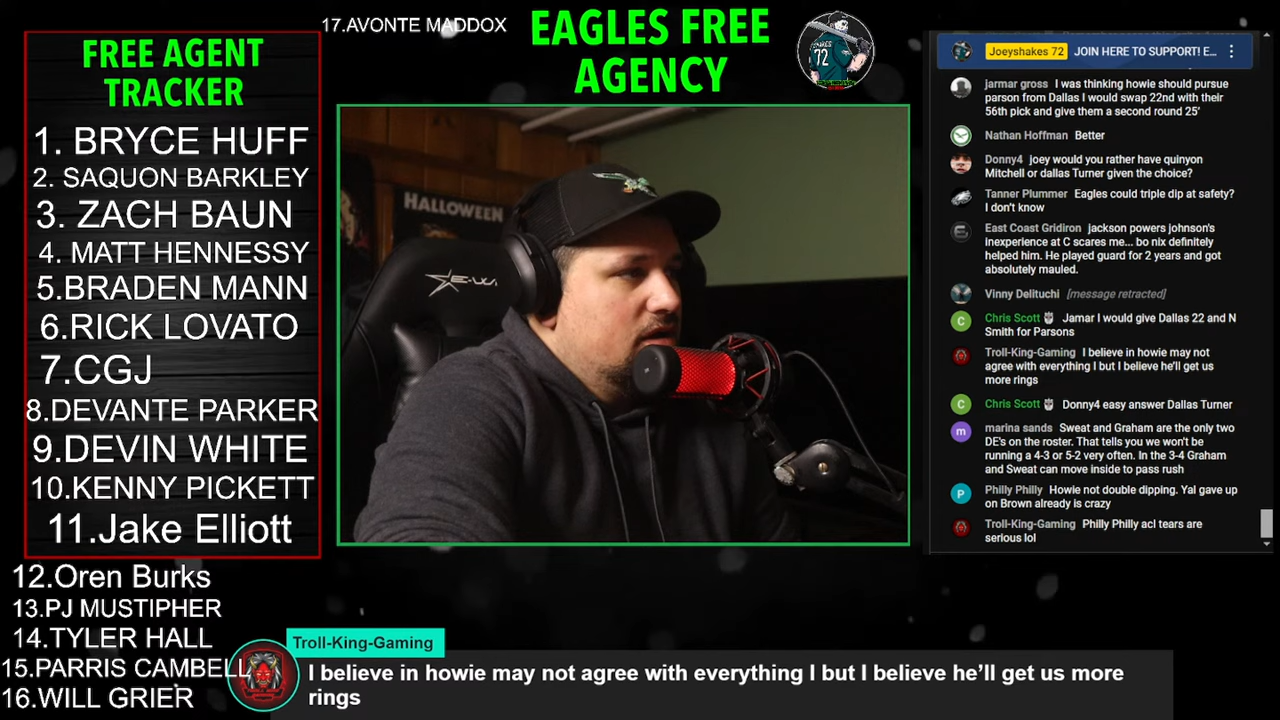 17.AVONTE MADDOX
EAGLES FREE
AGENCY
FREE AGENT
TRACKER
1. BRYCE HUFF
2. SAQUON BARKLEY
3. ZACH BAUN
4. MATT HENNESSY
5.BRADEN MANN
6.RICK LOVATO
7.CGJ
8.DEVANTE PARKER
9.DEVIN WHITE
10.KENNY PICKETT
11.Jake Elliott
12.Oren Burks
13.PJ MUSTIPHER
14.TYLER HALL
15.PARRIS CAMBELL
16.WILL GRIER
72
HALLOWEEN
E-WI
Joeyshakes 72 JOIN HERE TO SUPPORT! E...
jarmar gross I was thinking howie should pursue
parson from Dallas I would swap 22nd with their
56th pick and give them a second round 25'
Nathan Hoffman Better
Donny4 joey would you rather have quinyon
Mitchell or dallas Turner given the choice?
Tanner Plummer Eagles could triple dip at safety?
I don't know
East Coast Gridiron jackson powers johnson's
inexperience at C scares me... bo nix definitely
helped him. He played guard for 2 years and got
absolutely mauled.
Vinny Delituchi [message retracted]
C Chris Scott Jamar I would give Dallas 22 and N
Smith for Parsons
Troll-King-Gaming I believe in howie may not
agree with everything I but I believe he'll get us
more rings
C Chris Scott Donny4 easy answer Dallas Turner
m marina sands Sweat and Graham are the only two
DE's on the roster. That tells you we won't be
running a 4-3 or 5-2 very often. In the 3-4 Graham
and Sweat can move inside to pass rush
P Philly Philly Howie not double dipping. Yal gave up
on Brown already is crazy
Troll-King-Gaming Philly Philly acl tears are
serious lol
Troll-King-Gaming
I believe in howie may not agree with everything I but I believe he'll get us more
rings